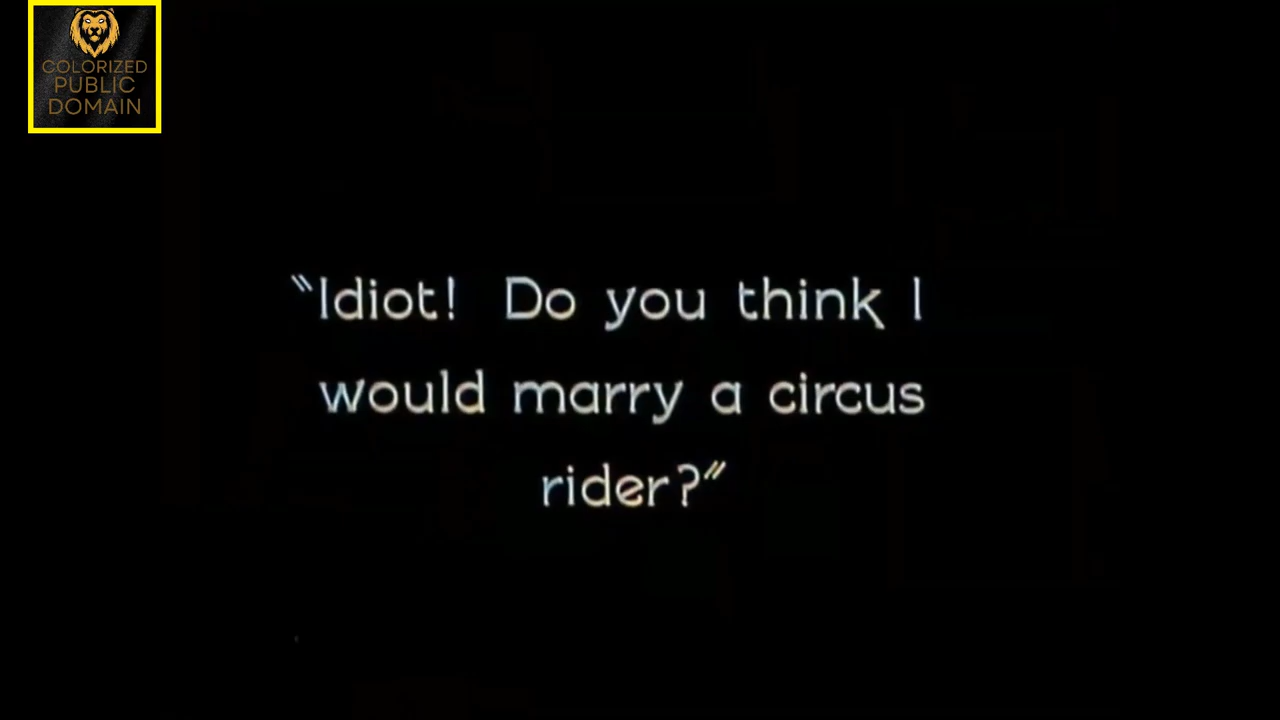 COLORIZED
PUBLIC
DOMAIN
"Idiot! Do you think I
would marry a circus
rider?"